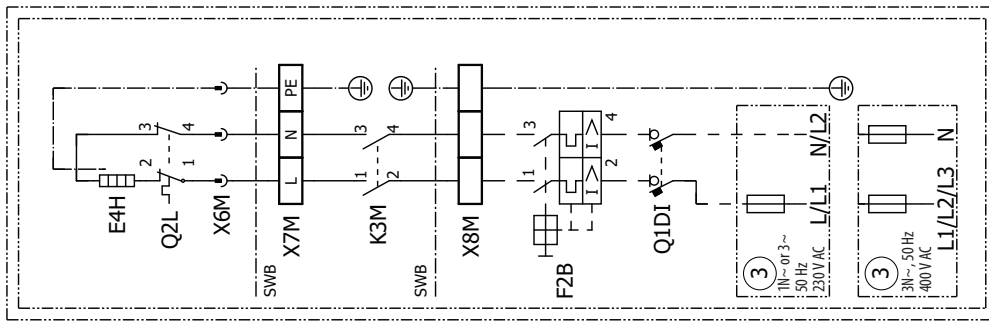 E4H
Q2L
3
4
2
1
X6M
SWB
X7M
PE
N
L
K3M
3
4
1
2
SWB
X8M
F2B
3
1
I >
I >
4
2
Q1DI
3
1N~ or 3~
50 Hz
230 V AC
L/L1
N/L2
3
3N~, 50 Hz
400 V AC
L1/L2/L3
N